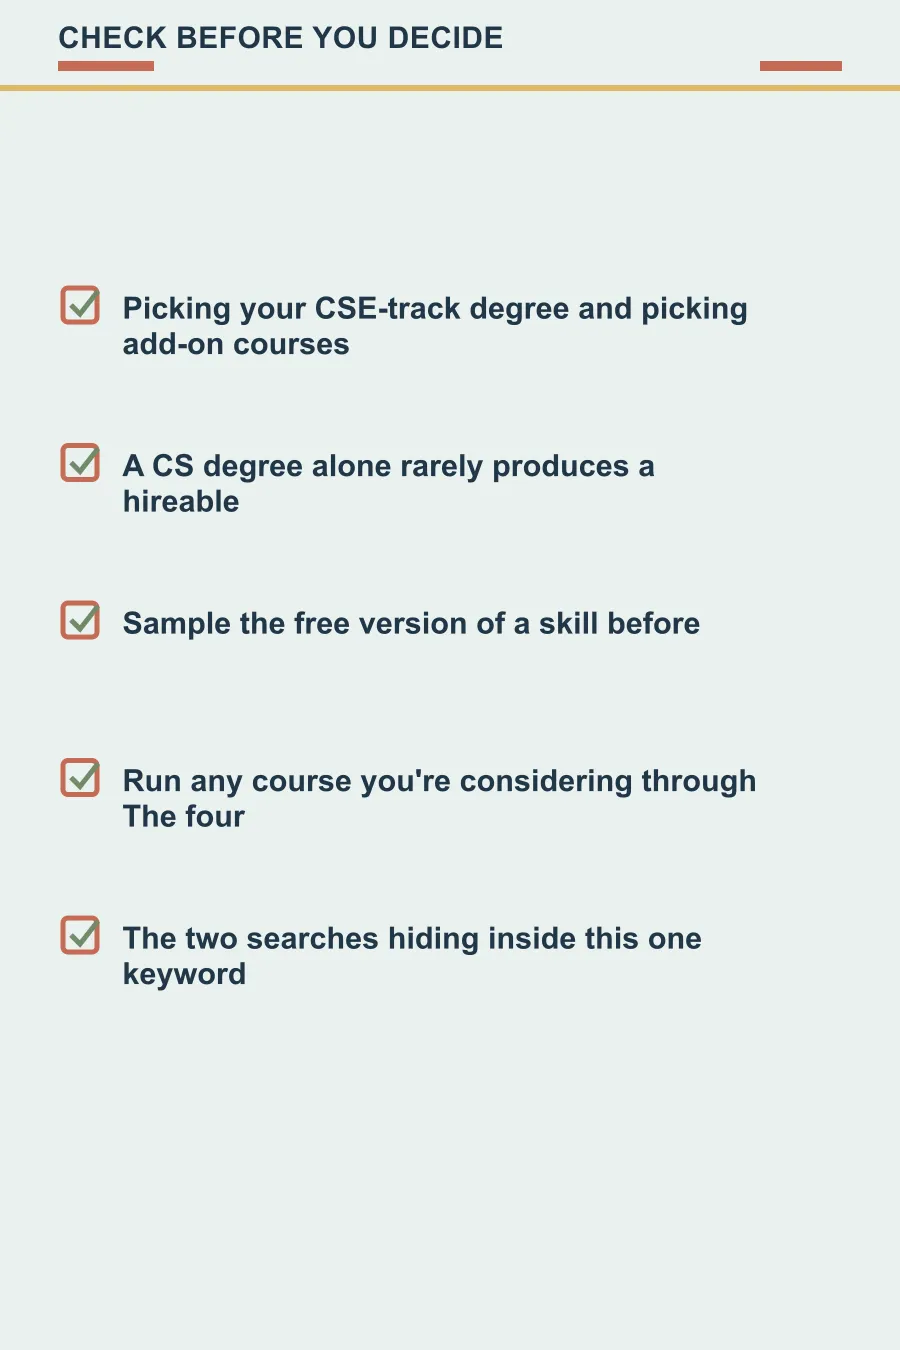 CHECK BEFORE YOU DECIDE
Picking your CSE-track degree and picking
add-on courses
A CS degree alone rarely produces a
hireable
Sample the free version of a skill before
Run any course you're considering through
The four
The two searches hiding inside this one
keyword